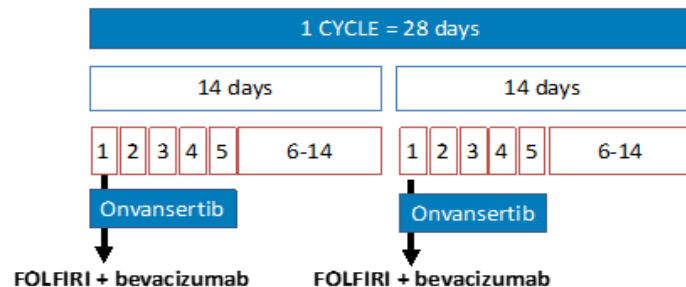 1 CYCLE = 28 days
14 days 14 days
1 2 3 4 5 6-14 1 2 3 4 5 6-14
Onvansertib Onvansertib
FOLFIRI + bevacizumab FOLFIRI + bevacizumab